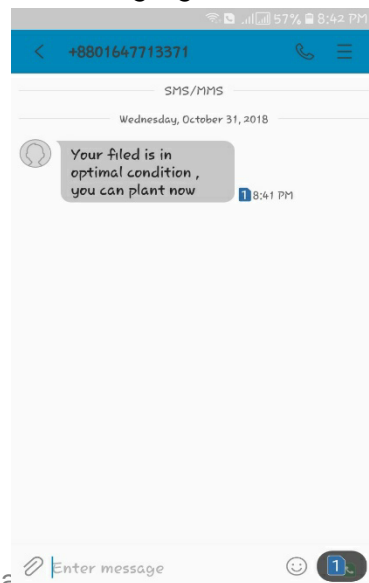 57% 8:42 PM
+8801647713371
SMS/MMS
Wednesday, October 31, 2018
Your filed is in
optimal condition ,
you can plant now
1 8:41 PM
Enter message
1